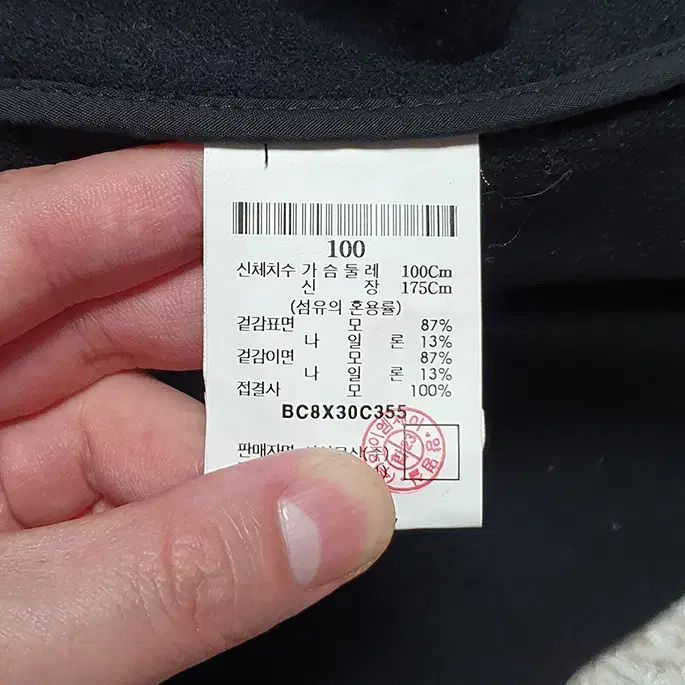 100
신체치수 가 슴 둘 레 100Cm
신 장 175Cm
(섬유의 혼용률)
겉감표면 모 87%
나 일 론 13%
겉감이면 모 87%
나 일 론 13%
접결사 모 100%
BC8X30C355
판매자명
(주)